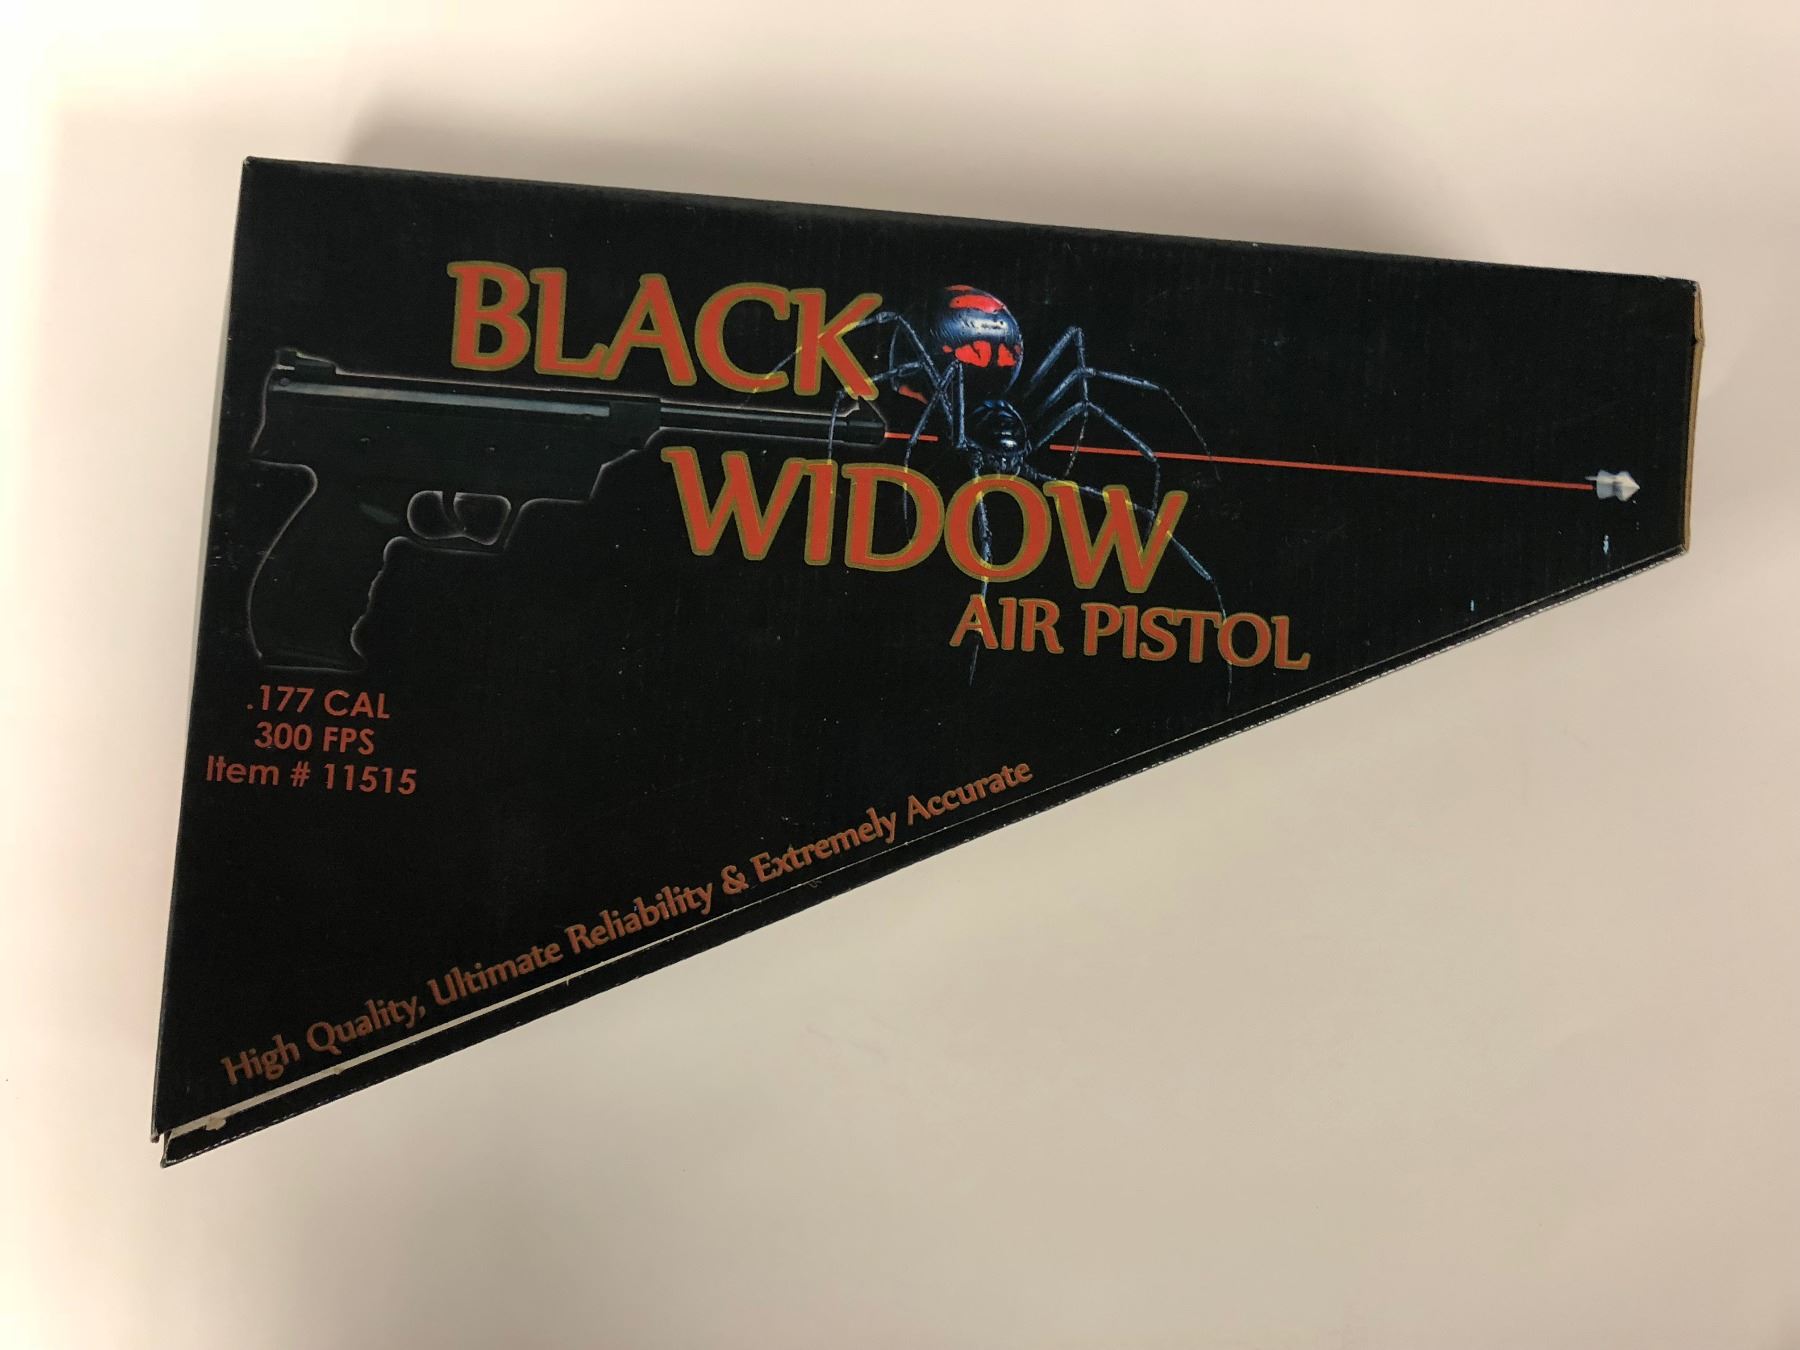 BLACK
WIDOW
AIR PISTOL
.177 CAL
300 FPS
Item # 11515
High Quality, Ultimate Reliability & Extremely Accurate